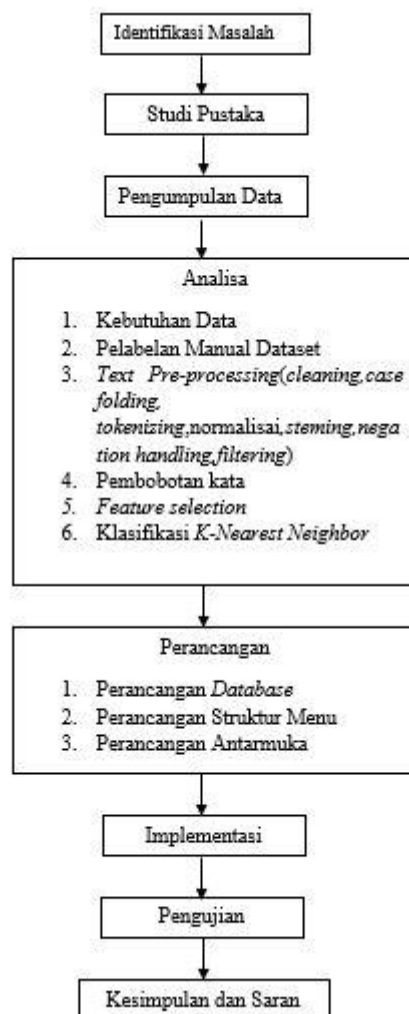 Identifikasi Masalah
Studi Pustaka
Pengumpulan Data
Analisa
1. Kebutuhan Data
2. Pelabelan Manual Dataset
3. Text Pre-processing(cleaning,case
folding,
tokenizing,normalisai,steming,nega
tion handling,filtering)
4. Pembobotan kata
5. Feature selection
6. Klasifikasi K-Nearest Neighbor
Perancangan
1. Perancangan Database
2. Perancangan Struktur Menu
3. Perancangan Antarmuka
Implementasi
Pengujian
Kesimpulan dan Saran